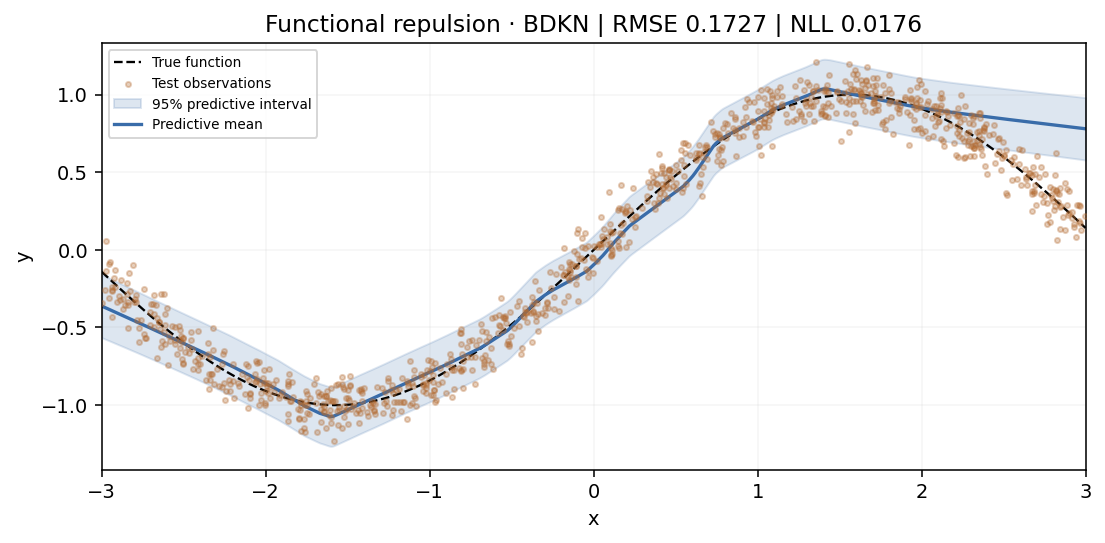 Functional repulsion · BDKN | RMSE 0.1727 | NLL 0.0176
True function
Test observations
95% predictive interval
Predictive mean
y
1.0
0.5
0.0
−0.5
−1.0
−3
−2
−1
0
1
2
3
x